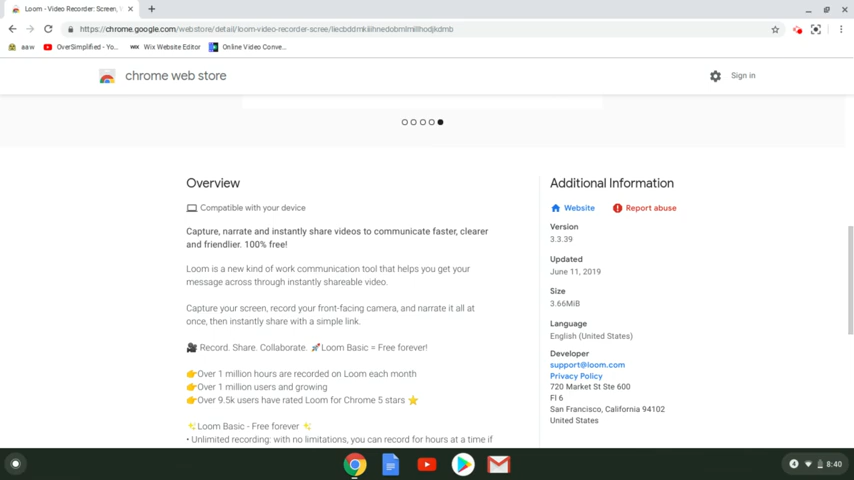 Loom - Video Recorder: Screen, 
https://chrome.google.com/webstore/detail/loom-video-recorder-scree/liecbddmkiiihnedobmlmillhodjkdmb
aaw
OverSimplified - Yo...
WIX Wix Website Editor
Online Video Conve...
chrome web store
Sign in
Overview
Compatible with your device
Capture, narrate and instantly share videos to communicate faster, clearer
and friendlier. 100% free!
Loom is a new kind of work communication tool that helps you get your
message across through instantly shareable video.
Capture your screen, record your front-facing camera, and narrate it all at
once, then instantly share with a simple link.
🎥 Record. Share. Collaborate. 🚀Loom Basic = Free forever!
👉Over 1 million hours are recorded on Loom each month
👉Over 1 million users and growing
👉Over 9.5k users have rated Loom for Chrome 5 stars ⭐
✨Loom Basic - Free forever ✨
• Unlimited recording: with no limitations, you can record for hours at a time if
Additional Information
Website
Report abuse
Version
3.3.39
Updated
June 11, 2019
Size
3.66MiB
Language
English (United States)
Developer
support@loom.com
Privacy Policy
720 Market St Ste 600
Fl 6
San Francisco, California 94102
United States
4
8:40